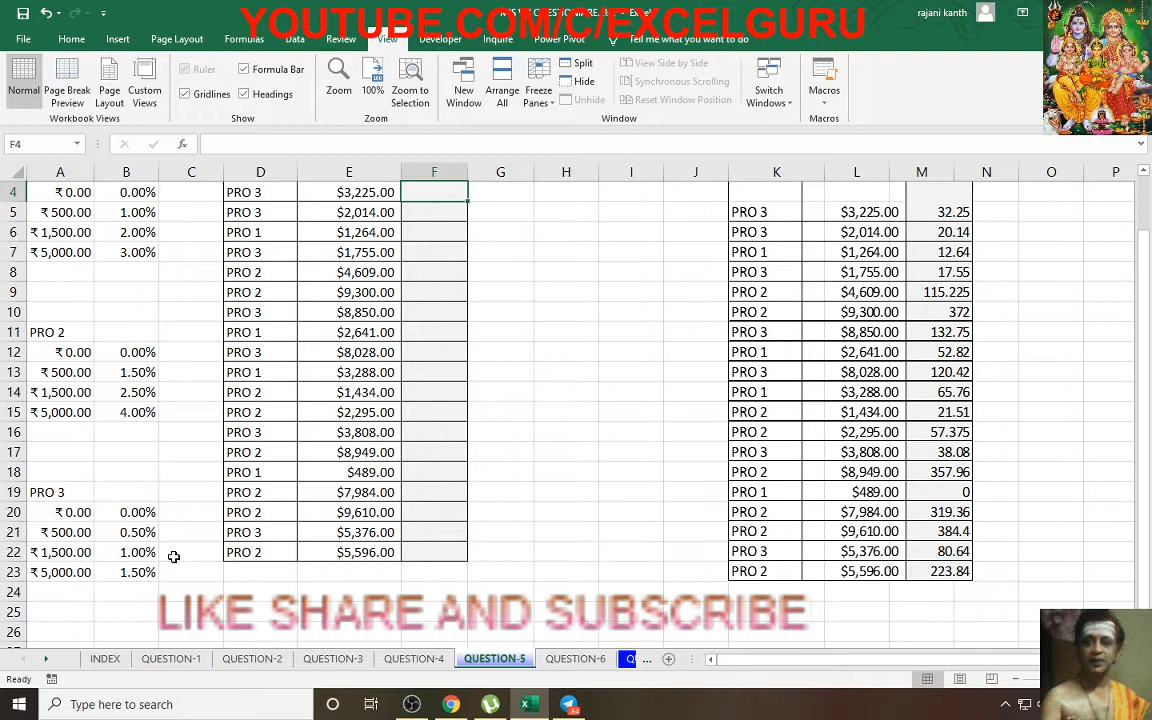 YOUTUBE.COM/C/EXCELGURU
rajani kanth
File Home Insert Page Layout Formulas Data Review View Developer Inquire Power Pivot Tell me what you want to do
Normal Page Break Preview Page Layout Custom Views
Ruler Formula Bar Gridlines Headings
Zoom 100% Zoom to Selection
New Window Arrange All Freeze Panes Split Hide Unhide
View Side by Side Synchronous Scrolling Reset Window Position
Switch Windows Macros
Workbook Views Show Zoom Window Macros
F4 fx
A B C D E F G H I J K L M N O P
4 ₹ 0.00 0.00% PRO 3 $3,225.00
5 ₹ 500.00 1.00% PRO 3 $2,014.00 PRO 3 $3,225.00 32.25
6 ₹ 1,500.00 2.00% PRO 1 $1,264.00 PRO 3 $2,014.00 20.14
7 ₹ 5,000.00 3.00% PRO 3 $1,755.00 PRO 1 $1,264.00 12.64
8 PRO 2 $4,609.00 PRO 3 $1,755.00 17.55
9 PRO 2 $9,300.00 PRO 2 $4,609.00 115.225
10 PRO 3 $8,850.00 PRO 2 $9,300.00 372
11 PRO 2 PRO 1 $2,641.00 PRO 3 $8,850.00 132.75
12 ₹ 0.00 0.00% PRO 3 $8,028.00 PRO 1 $2,641.00 52.82
13 ₹ 500.00 1.50% PRO 1 $3,288.00 PRO 3 $8,028.00 120.42
14 ₹ 1,500.00 2.50% PRO 2 $1,434.00 PRO 1 $3,288.00 65.76
15 ₹ 5,000.00 4.00% PRO 2 $2,295.00 PRO 2 $1,434.00 21.51
16 PRO 3 $3,808.00 PRO 2 $2,295.00 57.375
17 PRO 2 $8,949.00 PRO 3 $3,808.00 38.08
18 PRO 1 $489.00 PRO 2 $8,949.00 357.96
19 PRO 3 PRO 2 $7,984.00 PRO 1 $489.00 0
20 ₹ 0.00 0.00% PRO 2 $9,610.00 PRO 2 $7,984.00 319.36
21 ₹ 500.00 0.50% PRO 3 $5,376.00 PRO 2 $9,610.00 384.4
22 ₹ 1,500.00 1.00% PRO 2 $5,596.00 PRO 3 $5,376.00 80.64
23 ₹ 5,000.00 1.50% PRO 2 $5,596.00 223.84
24
25
26
LIKE SHARE AND SUBSCRIBE
INDEX QUESTION-1 QUESTION-2 QUESTION-3 QUESTION-4 QUESTION-5 QUESTION-6 ...
Ready
Type here to search